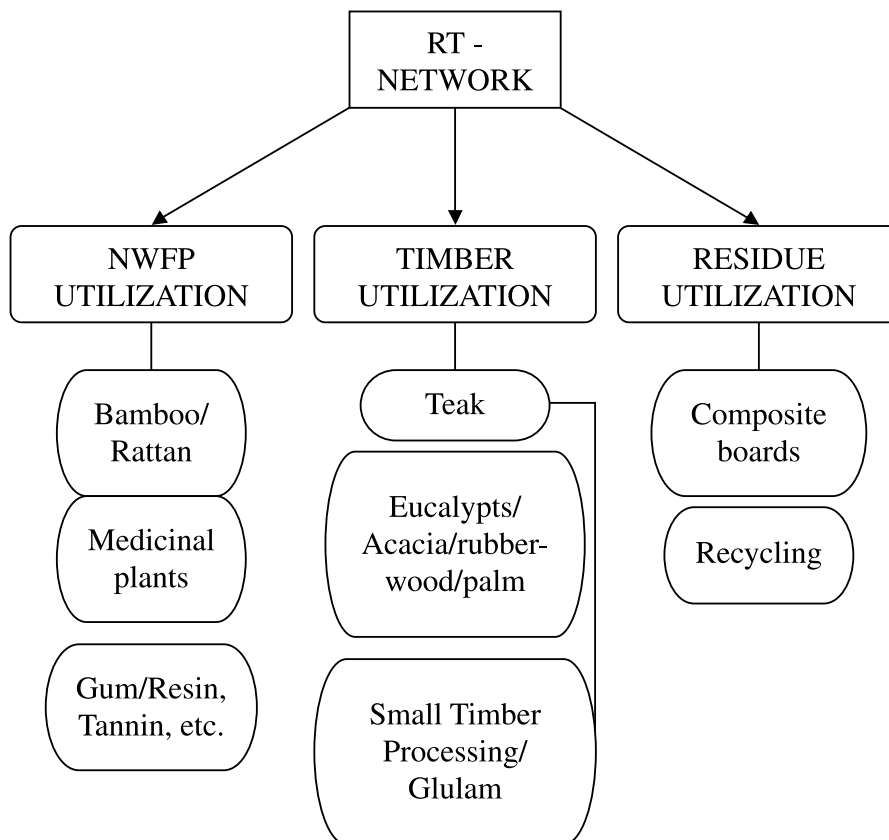 RT -
NETWORK
NWFP
UTILIZATION
TIMBER
UTILIZATION
RESIDUE
UTILIZATION
Bamboo/
Rattan
Medicinal
plants
Gum/Resin,
Tannin, etc.
Teak
Eucalypts/
Acacia/rubber-
wood/palm
Small Timber
Processing/
Glulam
Composite
boards
Recycling